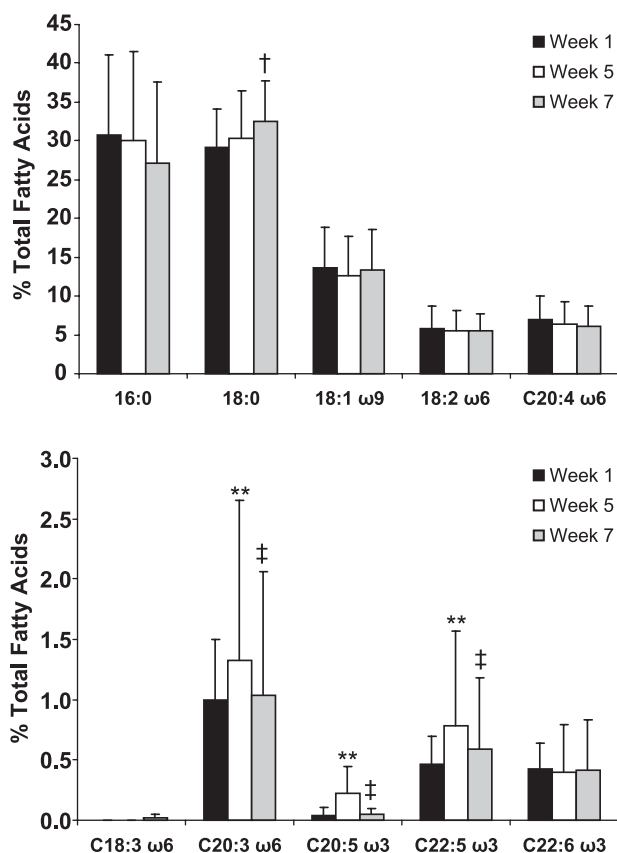 45
40
35
30
25
20
15
10
5
0
% Total Fatty Acids
Week 1
Week 5
Week 7
†
16:0 18:0 18:1 ω9 18:2 ω6 C20:4 ω6
3.0
2.5
2.0
1.5
1.0
0.5
0.0
% Total Fatty Acids
Week 1
Week 5
Week 7
**
‡
**
‡
**
‡
C18:3 ω6 C20:3 ω6 C20:5 ω3 C22:5 ω3 C22:6 ω3